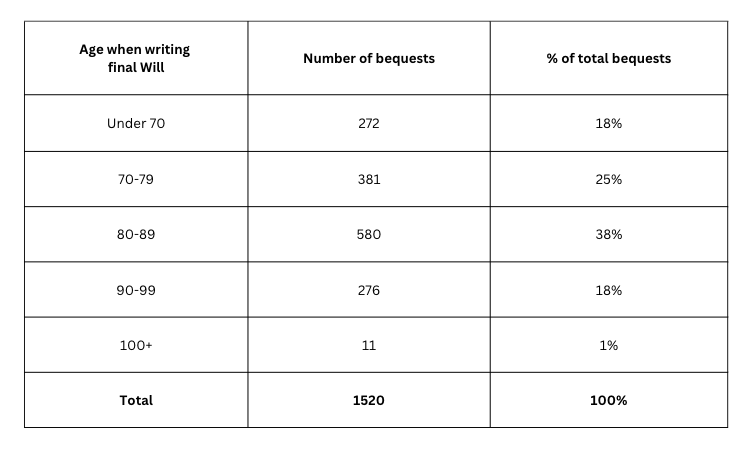 Age when writing
final Will
Number of bequests
% of total bequests
Under 70 272 18%
70-79 381 25%
80-89 580 38%
90-99 276 18%
100+ 11 1%
Total 1520 100%